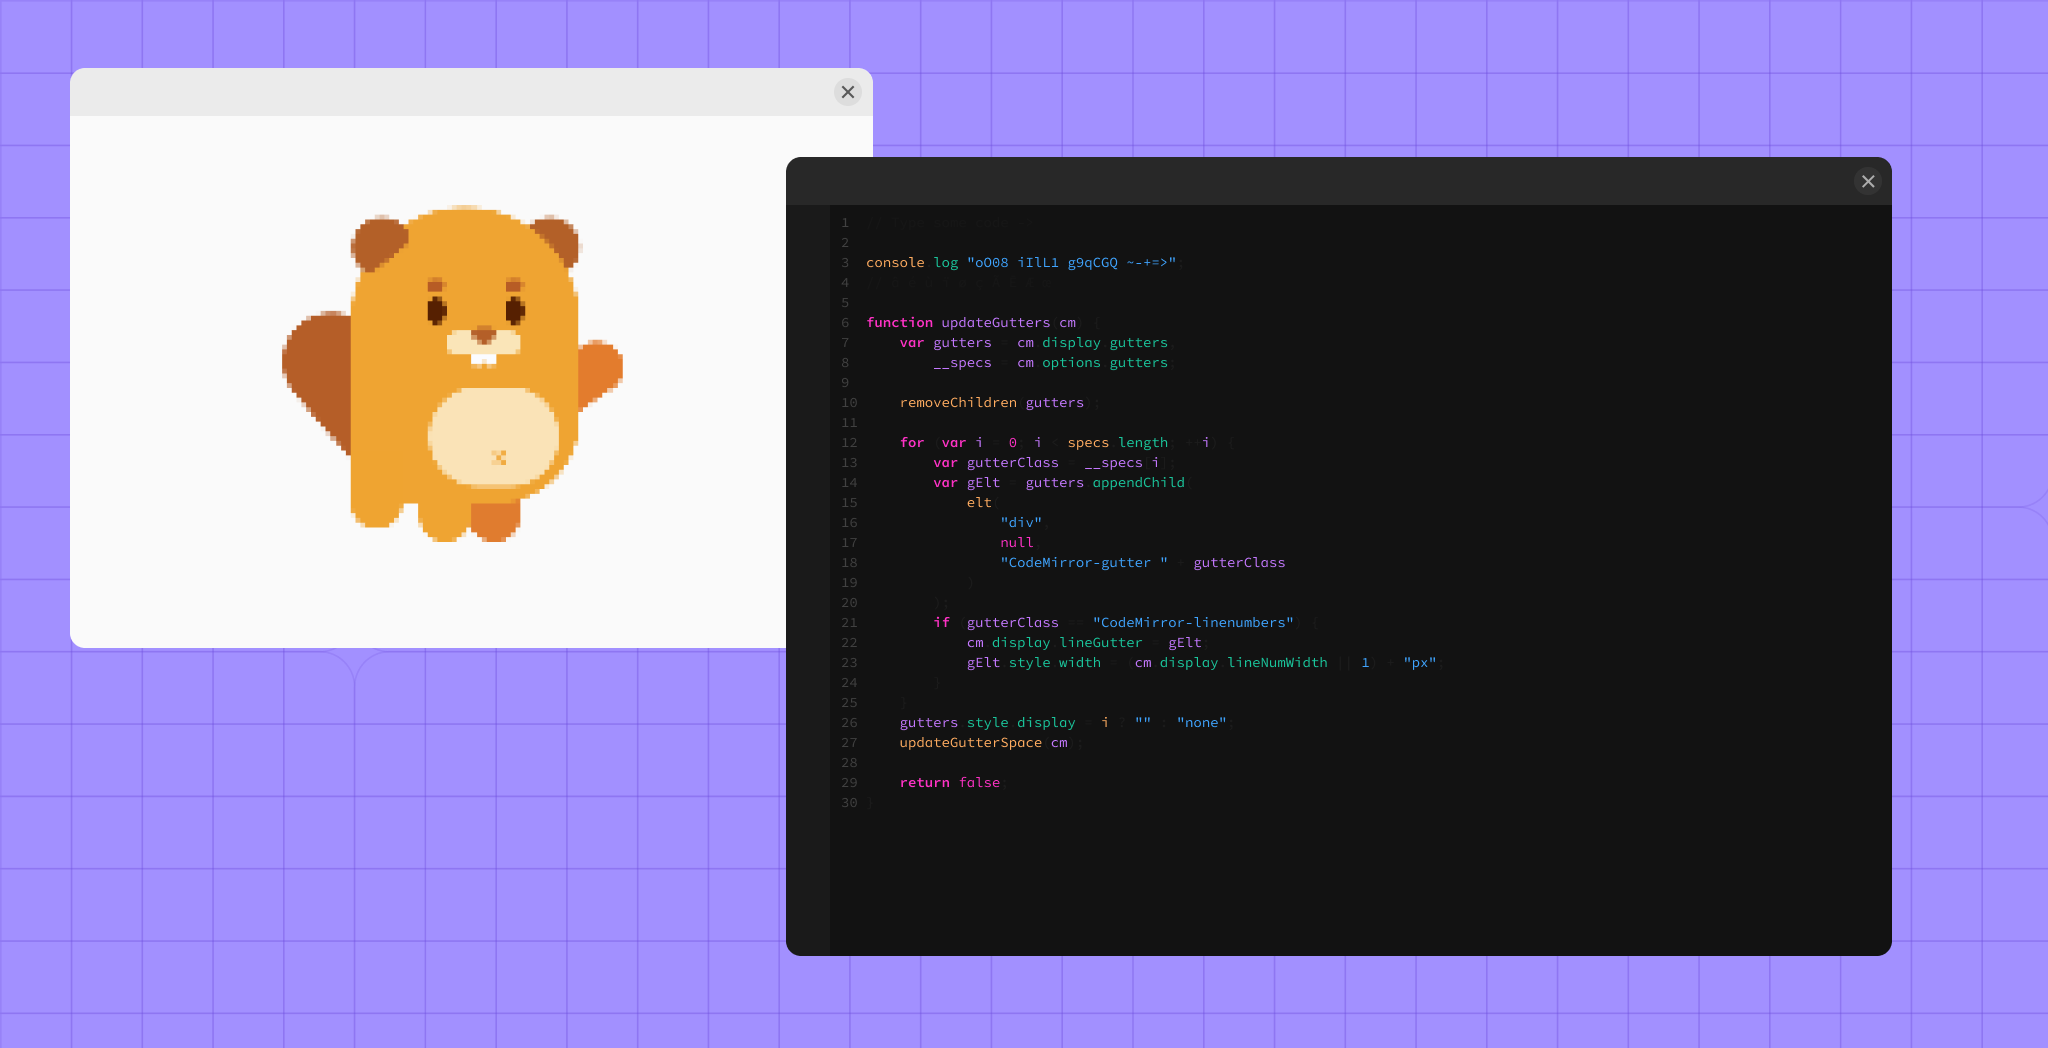 1
2
3 console log "oO08 iIlL1 g9qCGQ ~-+=>";
4
5
6 function updateGutters(cm) {
7 var gutters = cm display gutters
8 __specs = cm options gutters
9
10 removeChildren gutters);
11
12 for (var i = 0; i < specs length; ++i) {
13 var gutterClass = __specs[i];
14 var gElt = gutters appendChild
15 elt(
16 "div",
17 null,
18 "CodeMirror-gutter " + gutterClass
19 )
20 );
21 if (gutterClass == "CodeMirror-linenumbers") {
22 cm display lineGutter = gElt;
23 gElt style width = (cm display lineNumWidth || 1) + "px";
24 }
25 }
26 gutters style display = i ? "" : "none";
27 updateGutterSpace(cm);
28
29 return false;
30 }